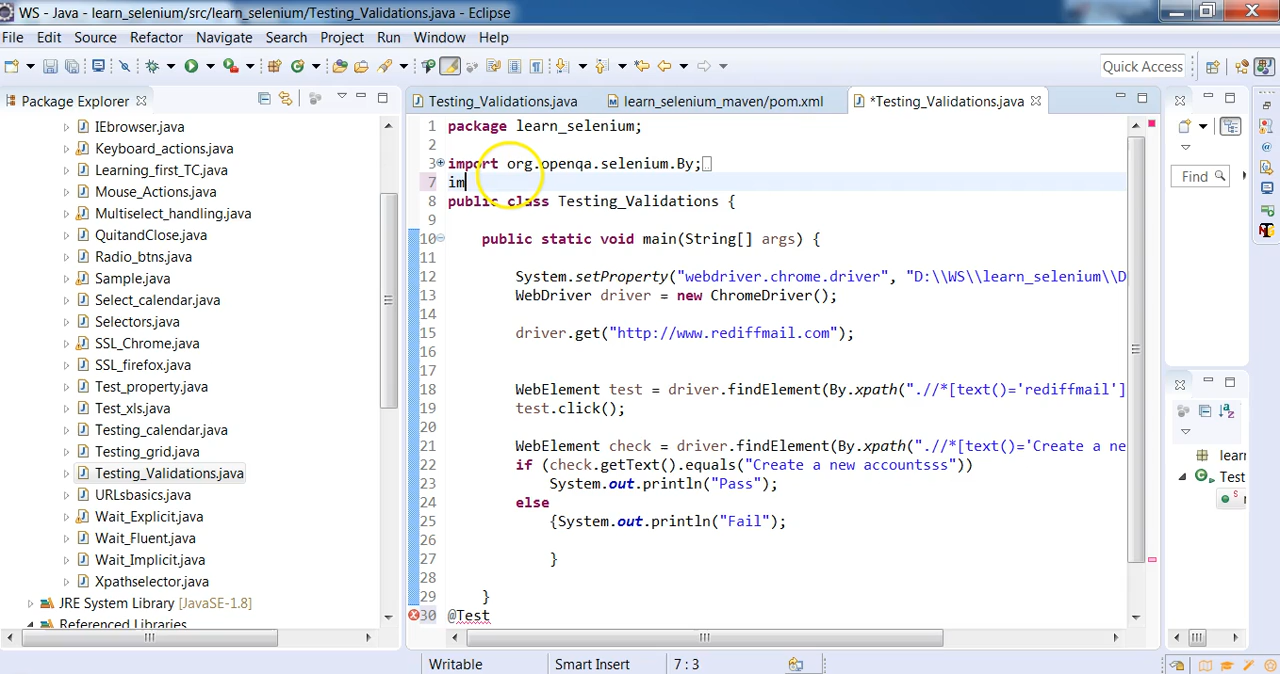 WS - Java - learn_selenium/src/learn_selenium/Testing_Validations.java - Eclipse
File Edit Source Refactor Navigate Search Project Run Window Help
Quick Access
Package Explorer
Testing_Validations.java learn_selenium_maven/pom.xml *Testing_Validations.java
IEbrowser.java
Keyboard_actions.java
Learning_first_TC.java
Mouse_Actions.java
Multiselect_handling.java
QuitandClose.java
Radio_btns.java
Sample.java
Select_calendar.java
Selectors.java
SSL_Chrome.java
SSL_firefox.java
Test_property.java
Test_xls.java
Testing_calendar.java
Testing_grid.java
Testing_Validations.java
URLsbasics.java
Wait_Explicit.java
Wait_Fluent.java
Wait_Implicit.java
Xpathselector.java
JRE System Library [JavaSE-1.8]
Referenced Libraries
1 package learn_selenium;
2
3 import org.openqa.selenium.By;
7 im
8 public class Testing_Validations {
9
10 public static void main(String[] args) {
11
12 System.setProperty("webdriver.chrome.driver", "D:\\WS\\learn_selenium\\D
13 WebDriver driver = new ChromeDriver();
14
15 driver.get("http://www.rediffmail.com");
16
17
18 WebElement test = driver.findElement(By.xpath(".//*[text()='rediffmail']
19 test.click();
20
21 WebElement check = driver.findElement(By.xpath(".//*[text()='Create a ne
22 if (check.getText().equals("Create a new accountsss"))
23 System.out.println("Pass");
24 else
25 {System.out.println("Fail");
26
27 }
28
29 }
30 @Test
Find
learn
Test
Writable Smart Insert 7 : 3